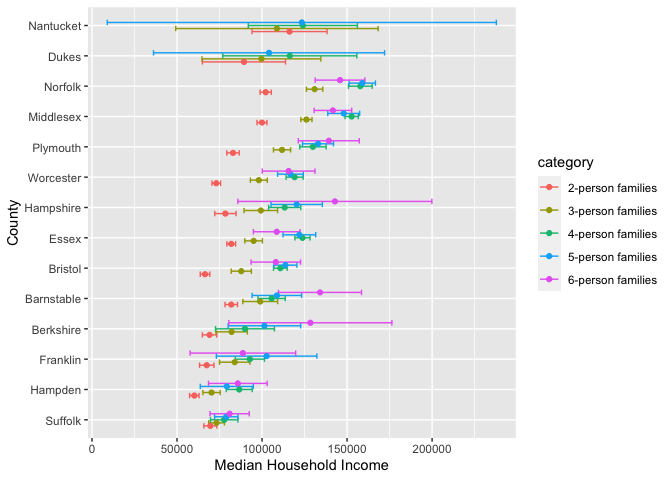 Nantucket
Dukes
Norfolk
Middlesex
Plymouth
Worcester
Hampshire
Essex
Bristol
Barnstable
Berkshire
Franklin
Hampden
Suffolk
County
0 50000 100000 150000 200000
Median Household Income
category
2-person families
3-person families
4-person families
5-person families
6-person families